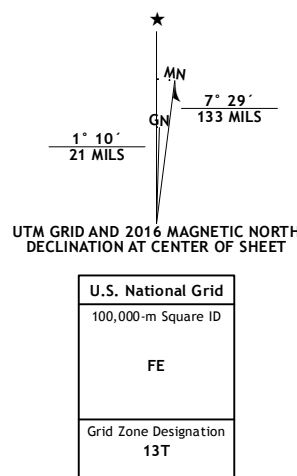 ★
MN
7° 29´
133 MILS
GN
1° 10´
21 MILS
UTM GRID AND 2016 MAGNETIC NORTH
DECLINATION AT CENTER OF SHEET
U.S. National Grid
100,000-m Square ID
FE
Grid Zone Designation
13T